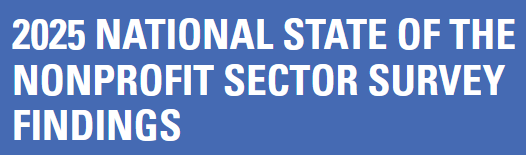 2025 NATIONAL STATE OF THE
NONPROFIT SECTOR SURVEY
FINDINGS